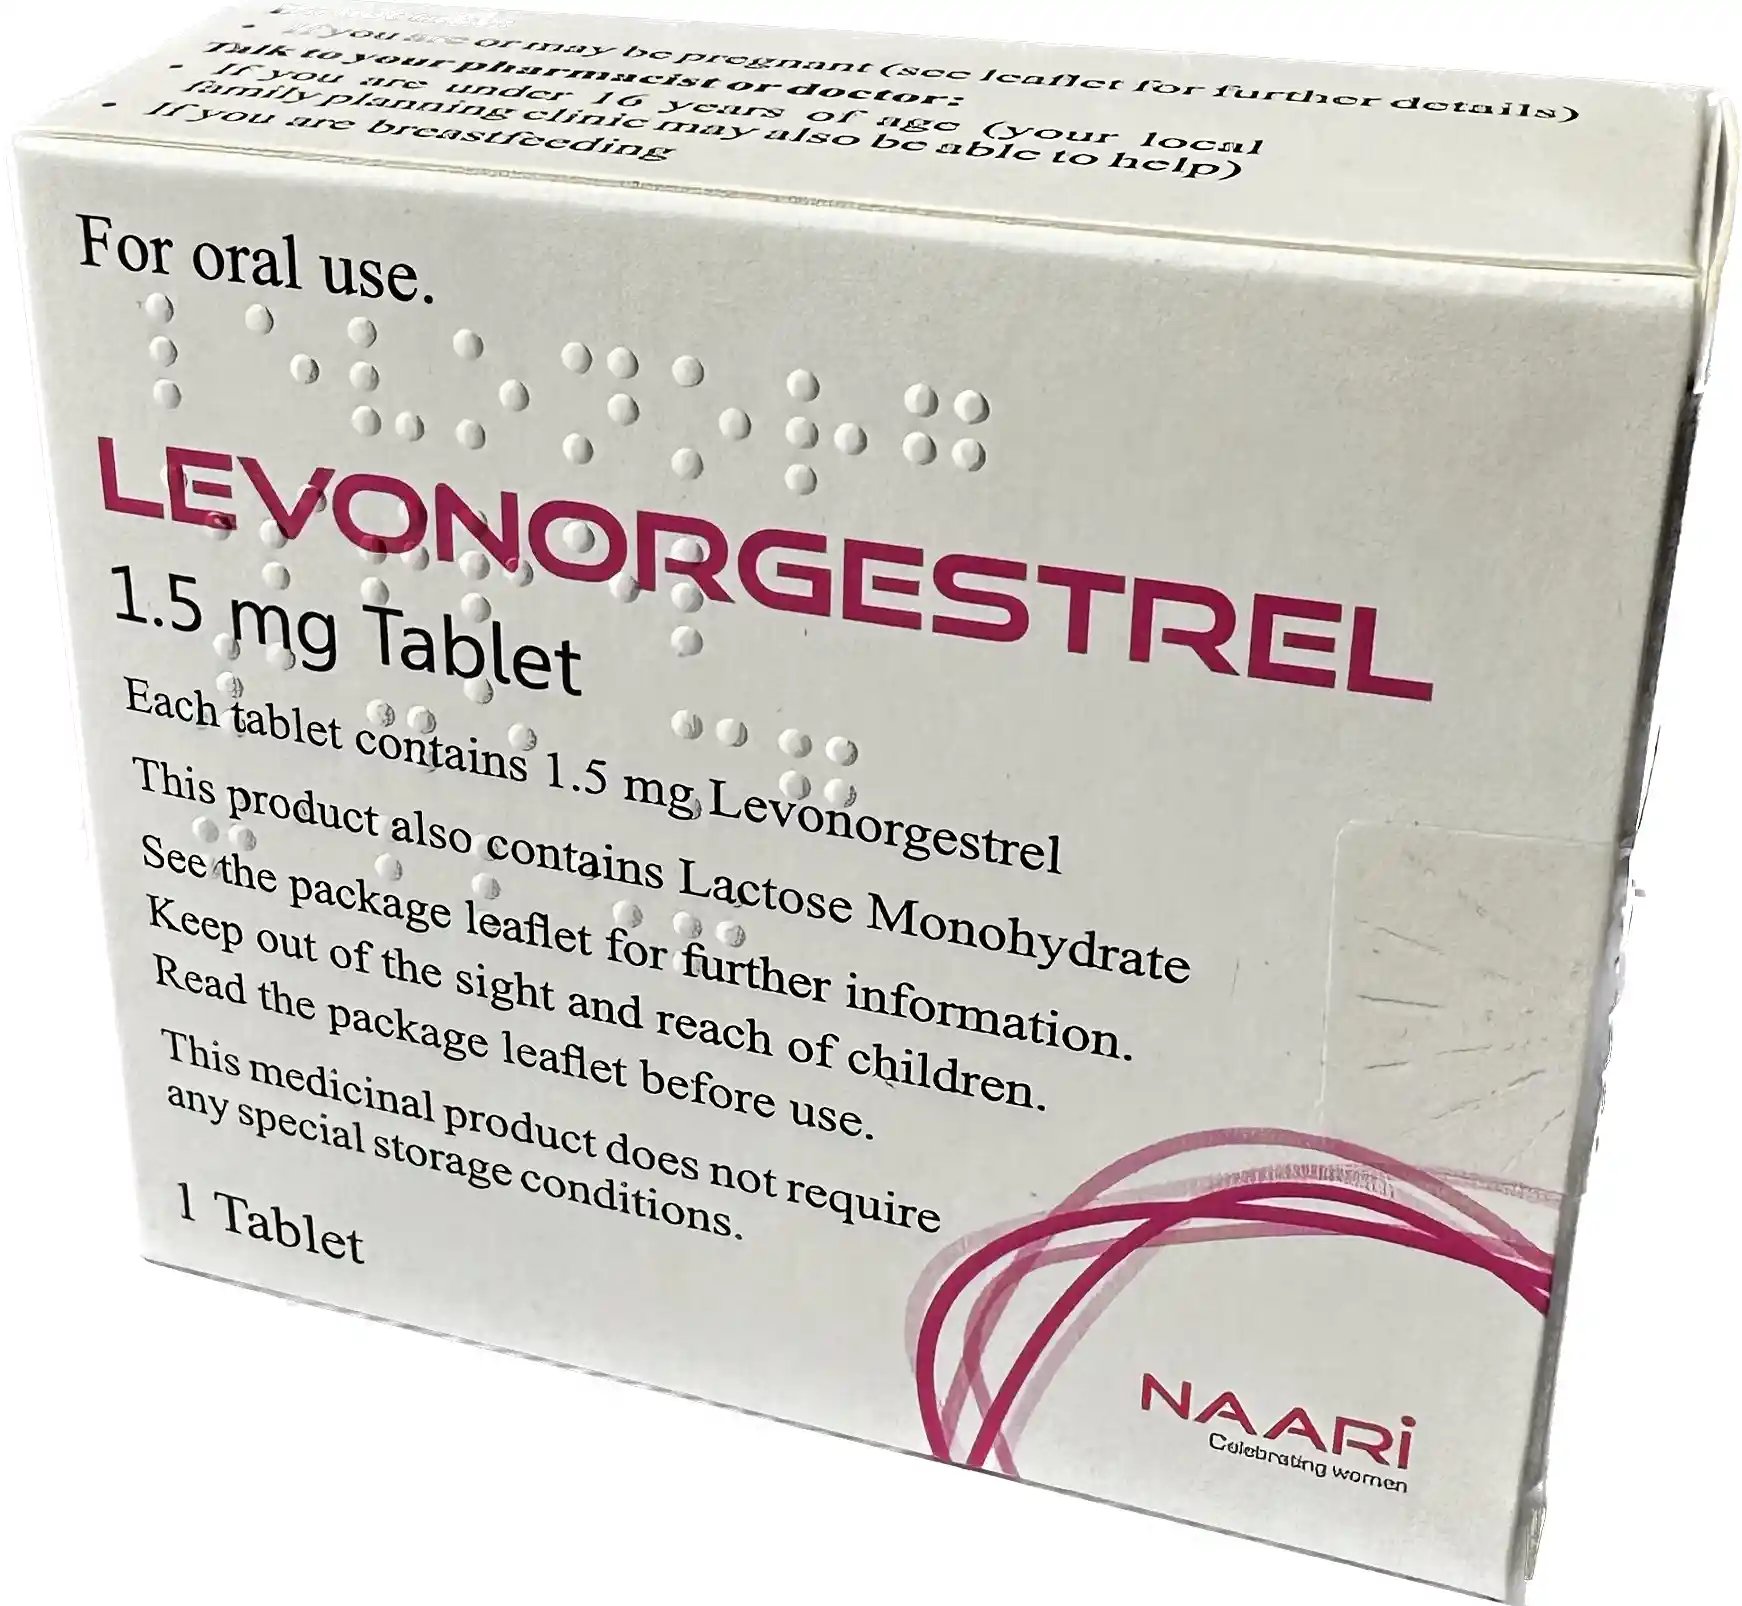 • If you are or may be pregnant (see leaflet for further details)
Talk to your pharmacist or doctor:
• If you are under 16 years of age (your local
family planning clinic may also be able to help)
• If you are breastfeeding
For oral use.
LEVONORGESTREL
1.5 mg Tablet
Each tablet contains 1.5 mg Levonorgestrel
This product also contains Lactose Monohydrate
See the package leaflet for further information.
Keep out of the sight and reach of children.
Read the package leaflet before use.
This medicinal product does not require
any special storage conditions.
1 Tablet
NAARi
Celebrating women